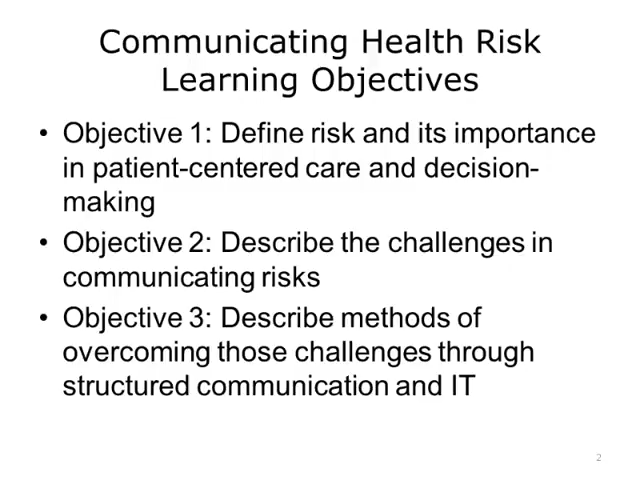 Communicating Health Risk
Learning Objectives
• Objective 1: Define risk and its importance
in patient-centered care and decision-
making
• Objective 2: Describe the challenges in
communicating risks
• Objective 3: Describe methods of
overcoming those challenges through
structured communication and IT
2